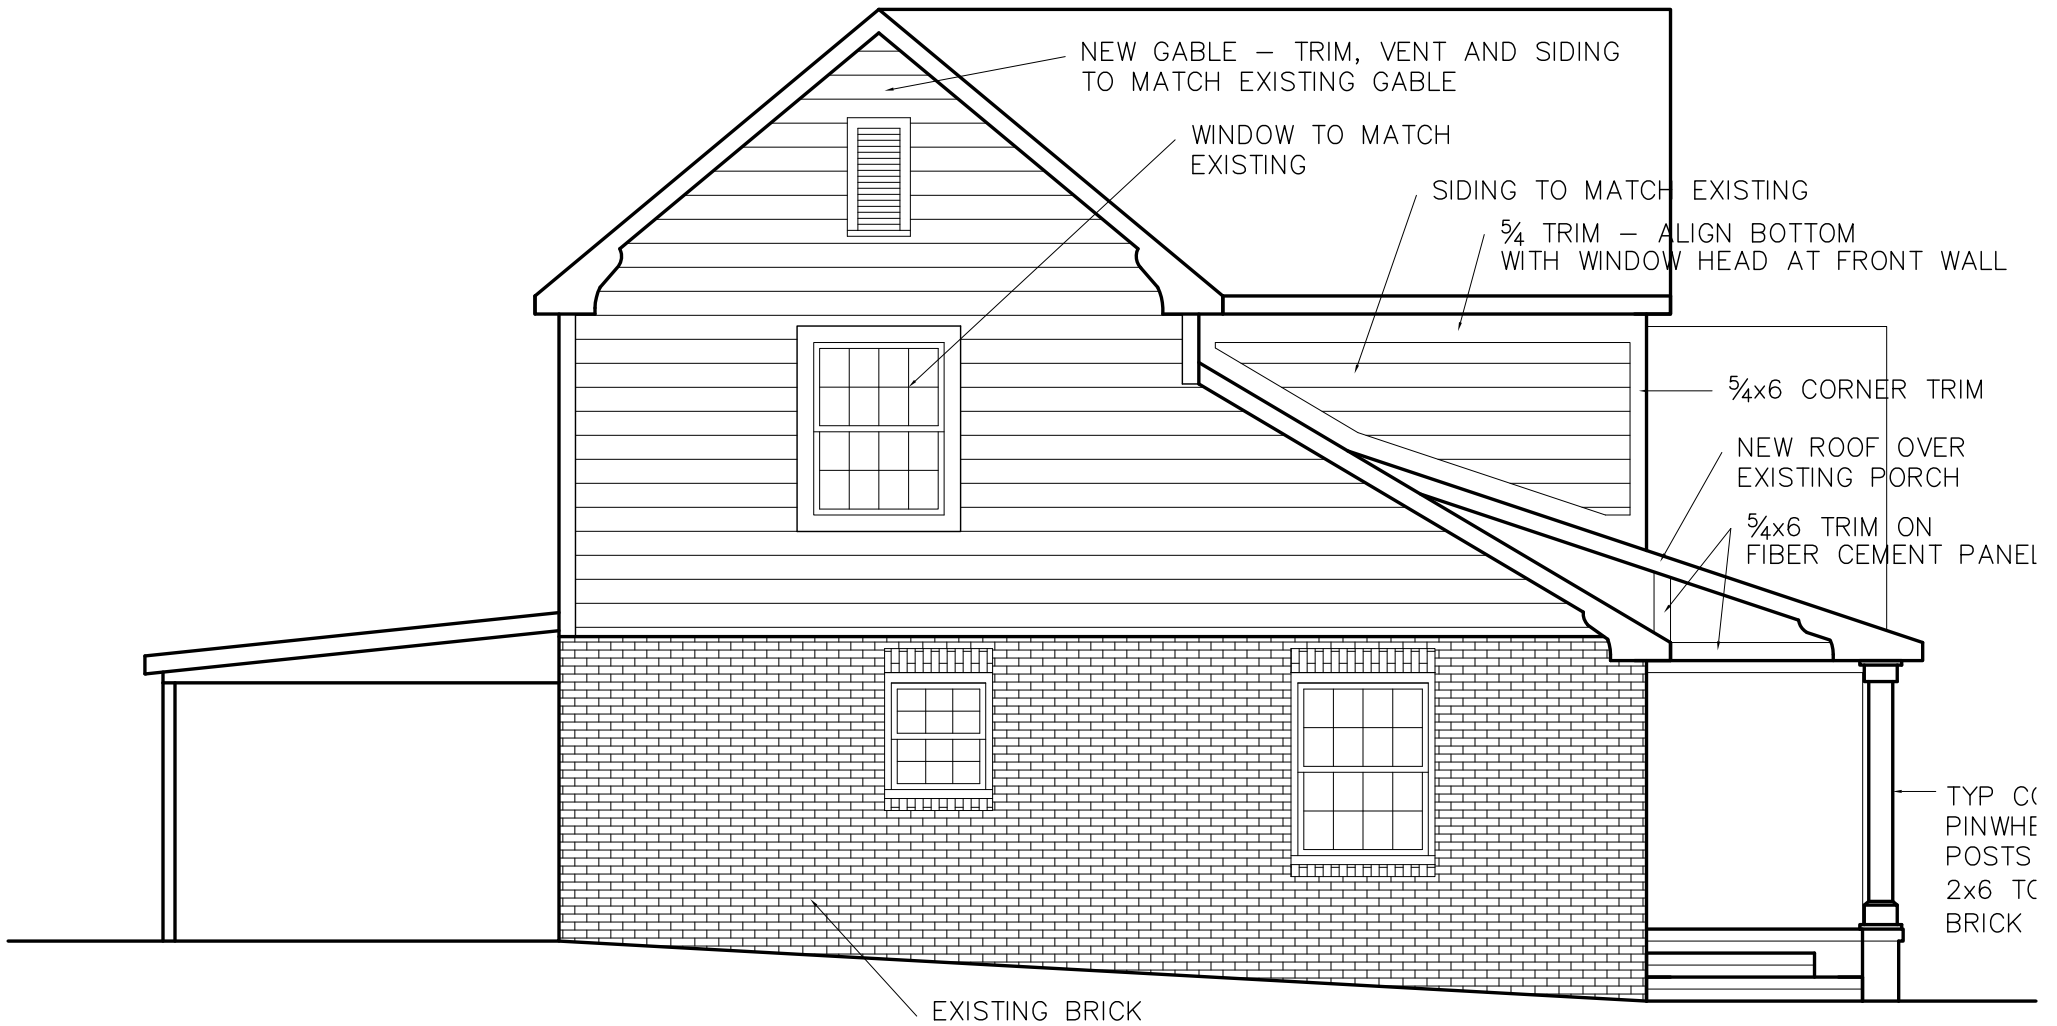 NEW GABLE – TRIM, VENT AND SIDING
TO MATCH EXISTING GABLE
WINDOW TO MATCH
EXISTING
SIDING TO MATCH EXISTING
5/4 TRIM – ALIGN BOTTOM
WITH WINDOW HEAD AT FRONT WALL
5/4x6 CORNER TRIM
NEW ROOF OVER
EXISTING PORCH
5/4x6 TRIM ON
FIBER CEMENT PANEL
TYP
POSTS
2x6
BRICK
EXISTING BRICK